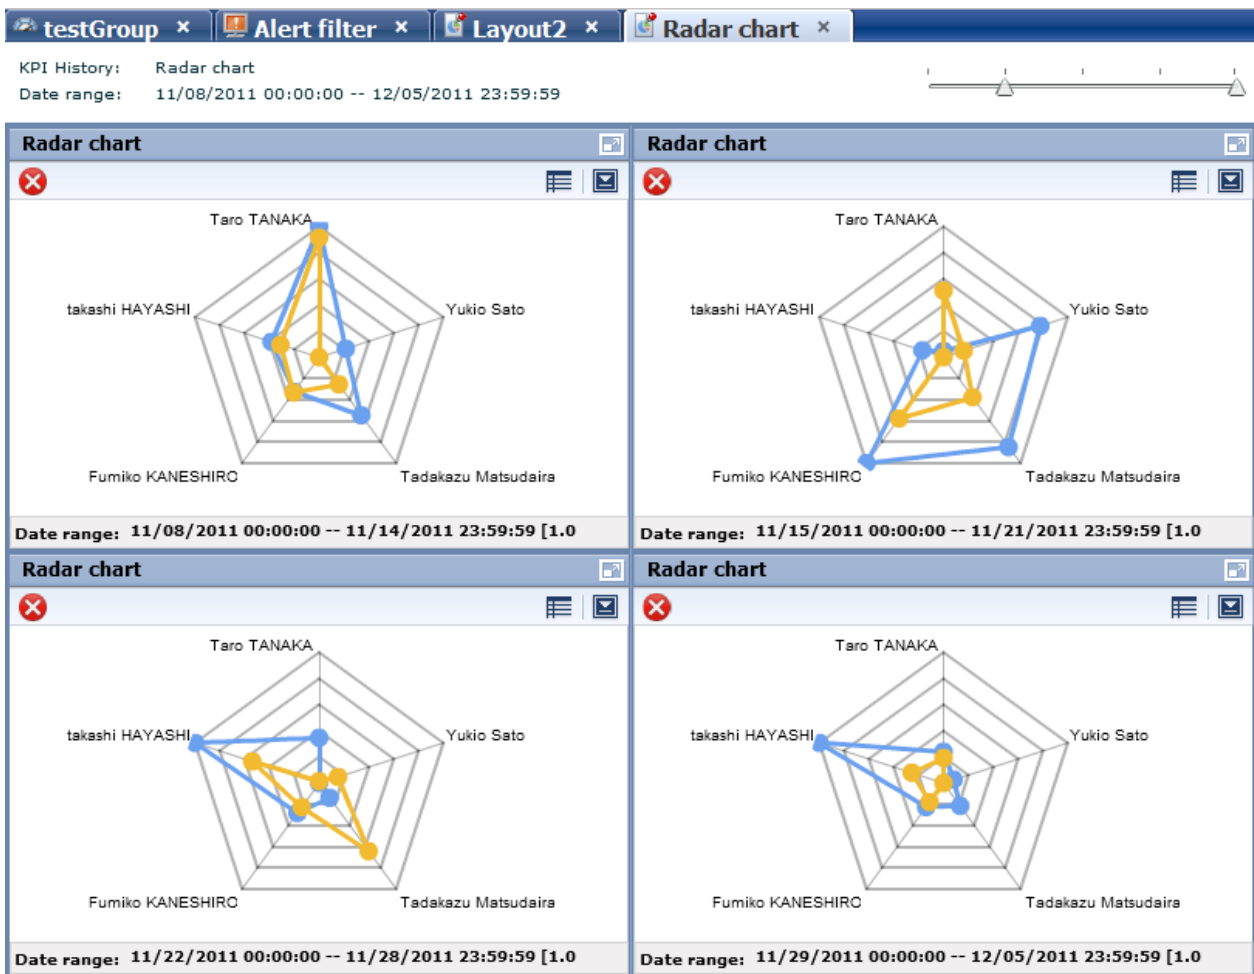 testGroup × Alert filter × Layout2 × Radar chart ×
KPI History: Radar chart
Date range: 11/08/2011 00:00:00 -- 12/05/2011 23:59:59
Radar chart
Taro TANAKA
takashi HAYASHI
Yukio Sato
Fumiko KANESHIRO
Tadakazu Matsudaira
Date range: 11/08/2011 00:00:00 -- 11/14/2011 23:59:59 [1.0
Radar chart
Taro TANAKA
takashi HAYASHI
Yukio Sato
Fumiko KANESHIRO
Tadakazu Matsudaira
Date range: 11/15/2011 00:00:00 -- 11/21/2011 23:59:59 [1.0
Radar chart
Taro TANAKA
takashi HAYASHI
Yukio Sato
Fumiko KANESHIRO
Tadakazu Matsudaira
Date range: 11/22/2011 00:00:00 -- 11/28/2011 23:59:59 [1.0
Radar chart
Taro TANAKA
takashi HAYASHI
Yukio Sato
Fumiko KANESHIRO
Tadakazu Matsudaira
Date range: 11/29/2011 00:00:00 -- 12/05/2011 23:59:59 [1.0